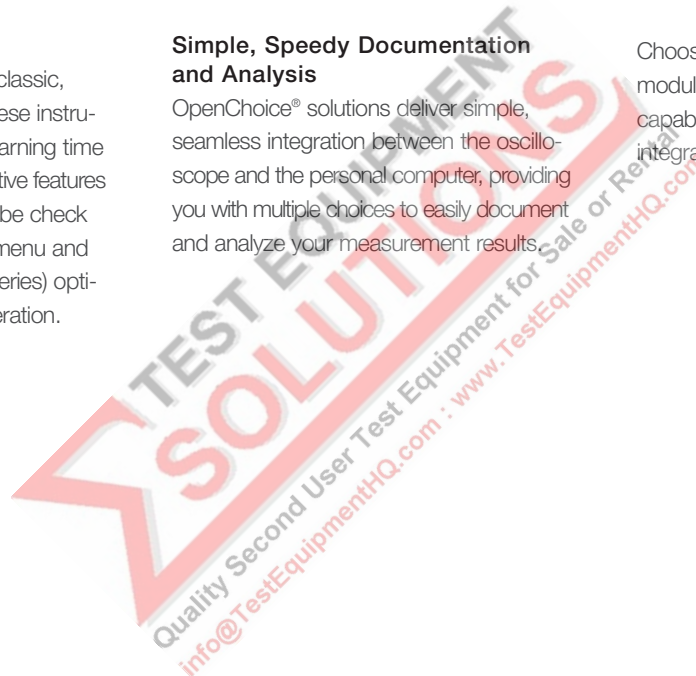 classic,
ese instru-
arning time
tive features
be check
menu and
eries) opti-
eration.
Simple, Speedy Documentation
and Analysis
OpenChoice® solutions deliver simple,
seamless integration between the oscillo-
scope and the personal computer, providing
you with multiple choices to easily document
and analyze your measurement results.
Choos
modul
capab
integra
TEST EQUIPMENT
SOLUTIONS
Quality Second User Test Equipment for Sale or Rental
info@TestEquipmentHQ.com : www.TestEquipmentHQ.com